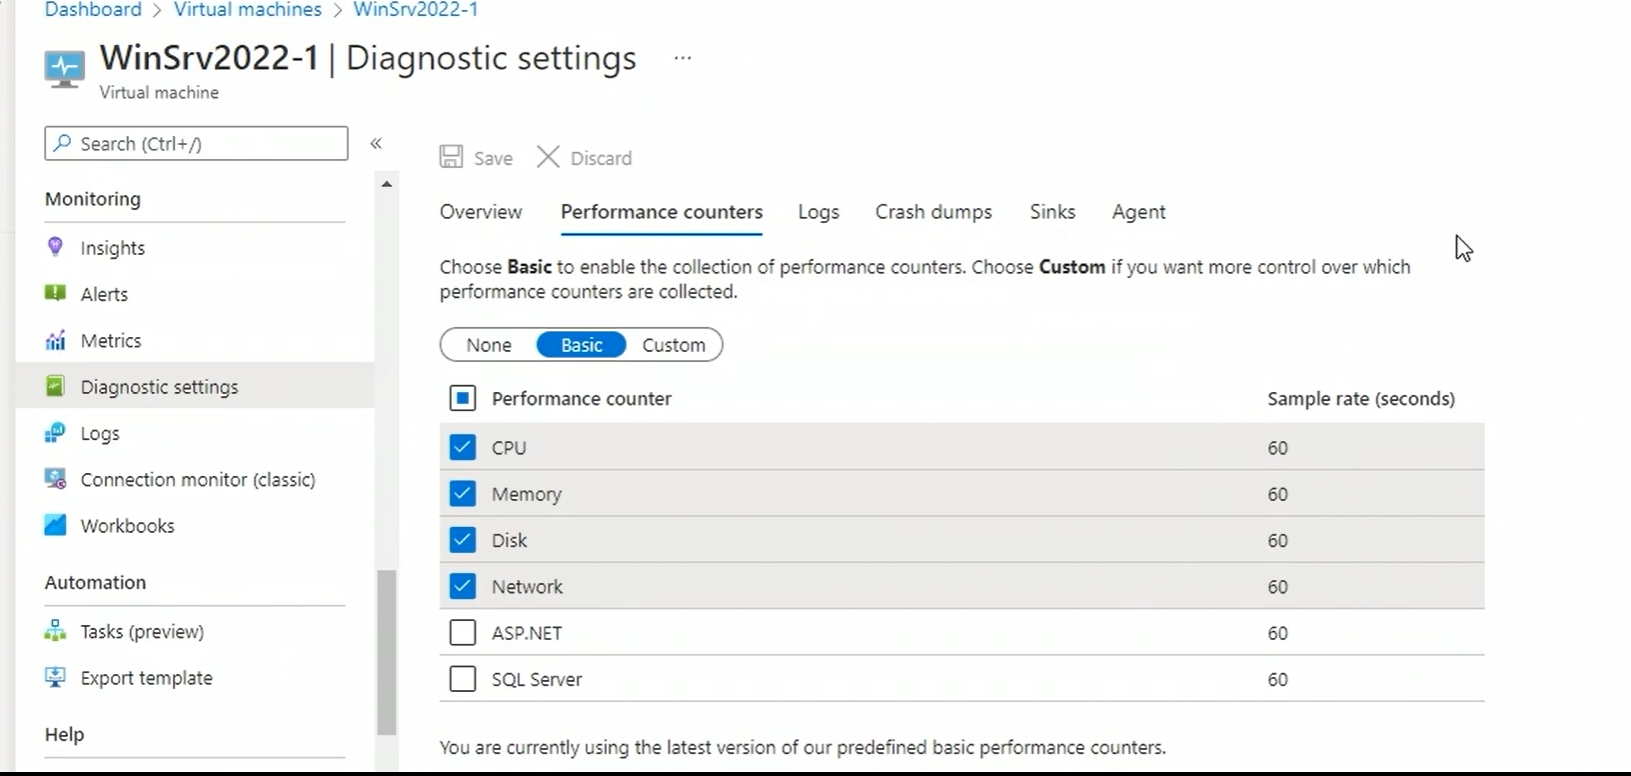 Dashboard > Virtual machines > WinSrv2022-1
WinSrv2022-1 | Diagnostic settings ...
Virtual machine
Search (Ctrl+/) «
Monitoring
Insights
Alerts
Metrics
Diagnostic settings
Logs
Connection monitor (classic)
Workbooks
Automation
Tasks (preview)
Export template
Help
Save Discard
Overview Performance counters Logs Crash dumps Sinks Agent
Choose Basic to enable the collection of performance counters. Choose Custom if you want more control over which
performance counters are collected.
None Basic Custom
Performance counter Sample rate (seconds)
CPU 60
Memory 60
Disk 60
Network 60
ASP.NET 60
SQL Server 60
You are currently using the latest version of our predefined basic performance counters.